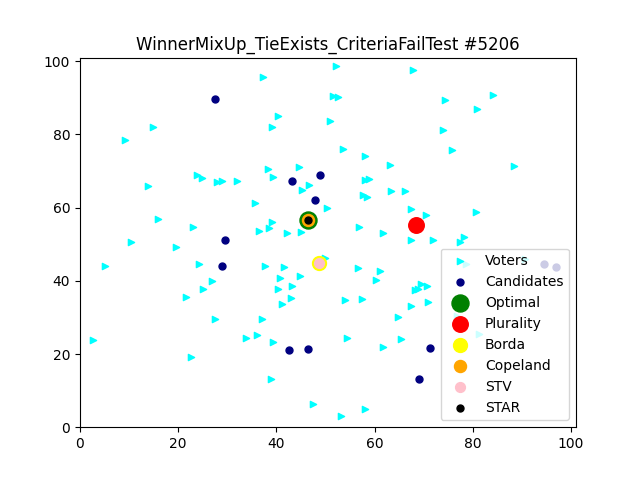 WinnerMixUp_TieExists_CriteriaFailTest #5206
100
80
60
40
20
0
0
20
40
60
80
100
Voters
Candidates
Optimal
Plurality
Borda
Copeland
STV
STAR